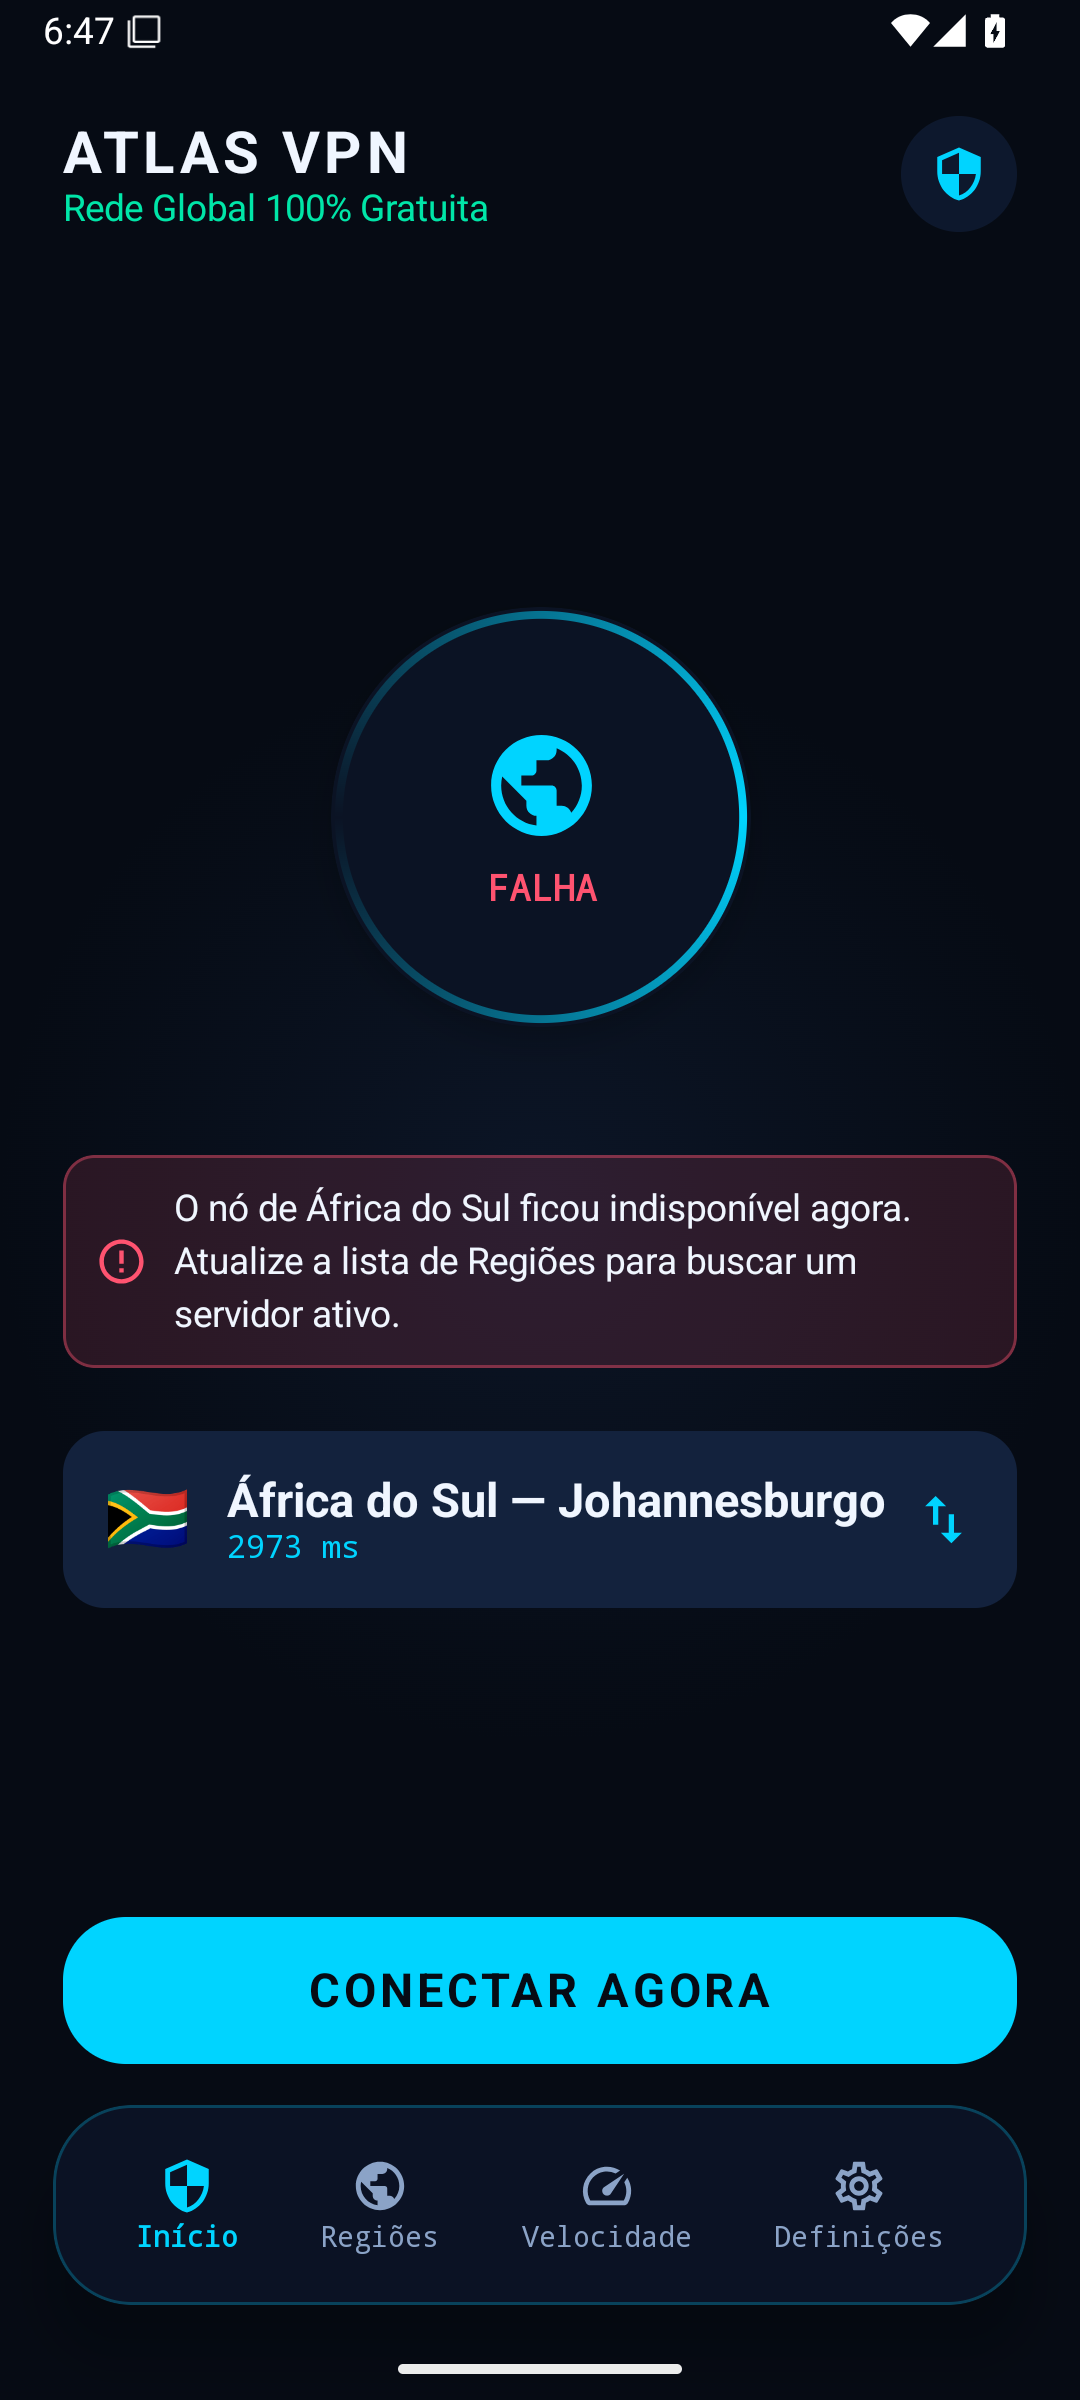 6:47
ATLAS VPN
Rede Global 100% Gratuita
FALHA
O nó de África do Sul ficou indisponível agora.
Atualize a lista de Regiões para buscar um
servidor ativo.
África do Sul — Johannesburgo
2973 ms
CONECTAR AGORA
Início
Regiões
Velocidade
Definições